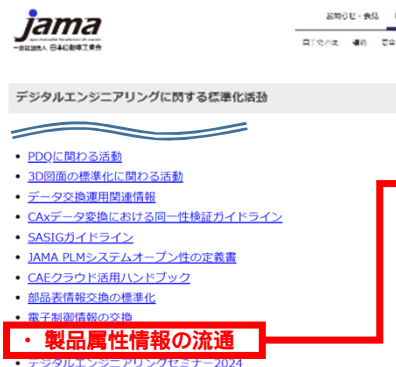 jama
一般社団法人 日本自動車工業会
お知らせ・会見
デジタルエンジニアリングに関する標準化活動
・ PDQに関わる活動
・ 3D図面の標準化に関わる活動
・ データ交換運用関連情報
・ CAxデータ変換における同一性検証ガイドライン
・ SASIGガイドライン
・ JAMA PLMシステムオープン性の定義書
・ CAEクラウド活用ハンドブック
・ 部品表情報交換の標準化
・ 電子制御情報の交換
・ 製品属性情報の流通
・ デジタルエンジニアリングセミナー2024